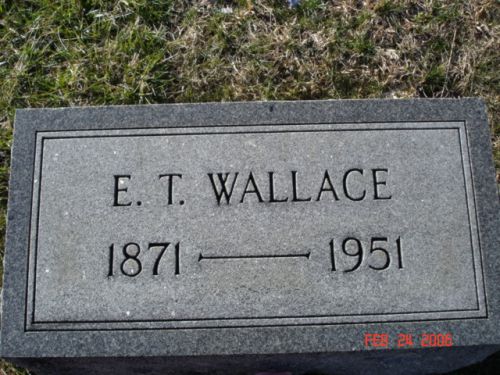 E. T. WALLACE
1871 — 1951
FEB 24 2006